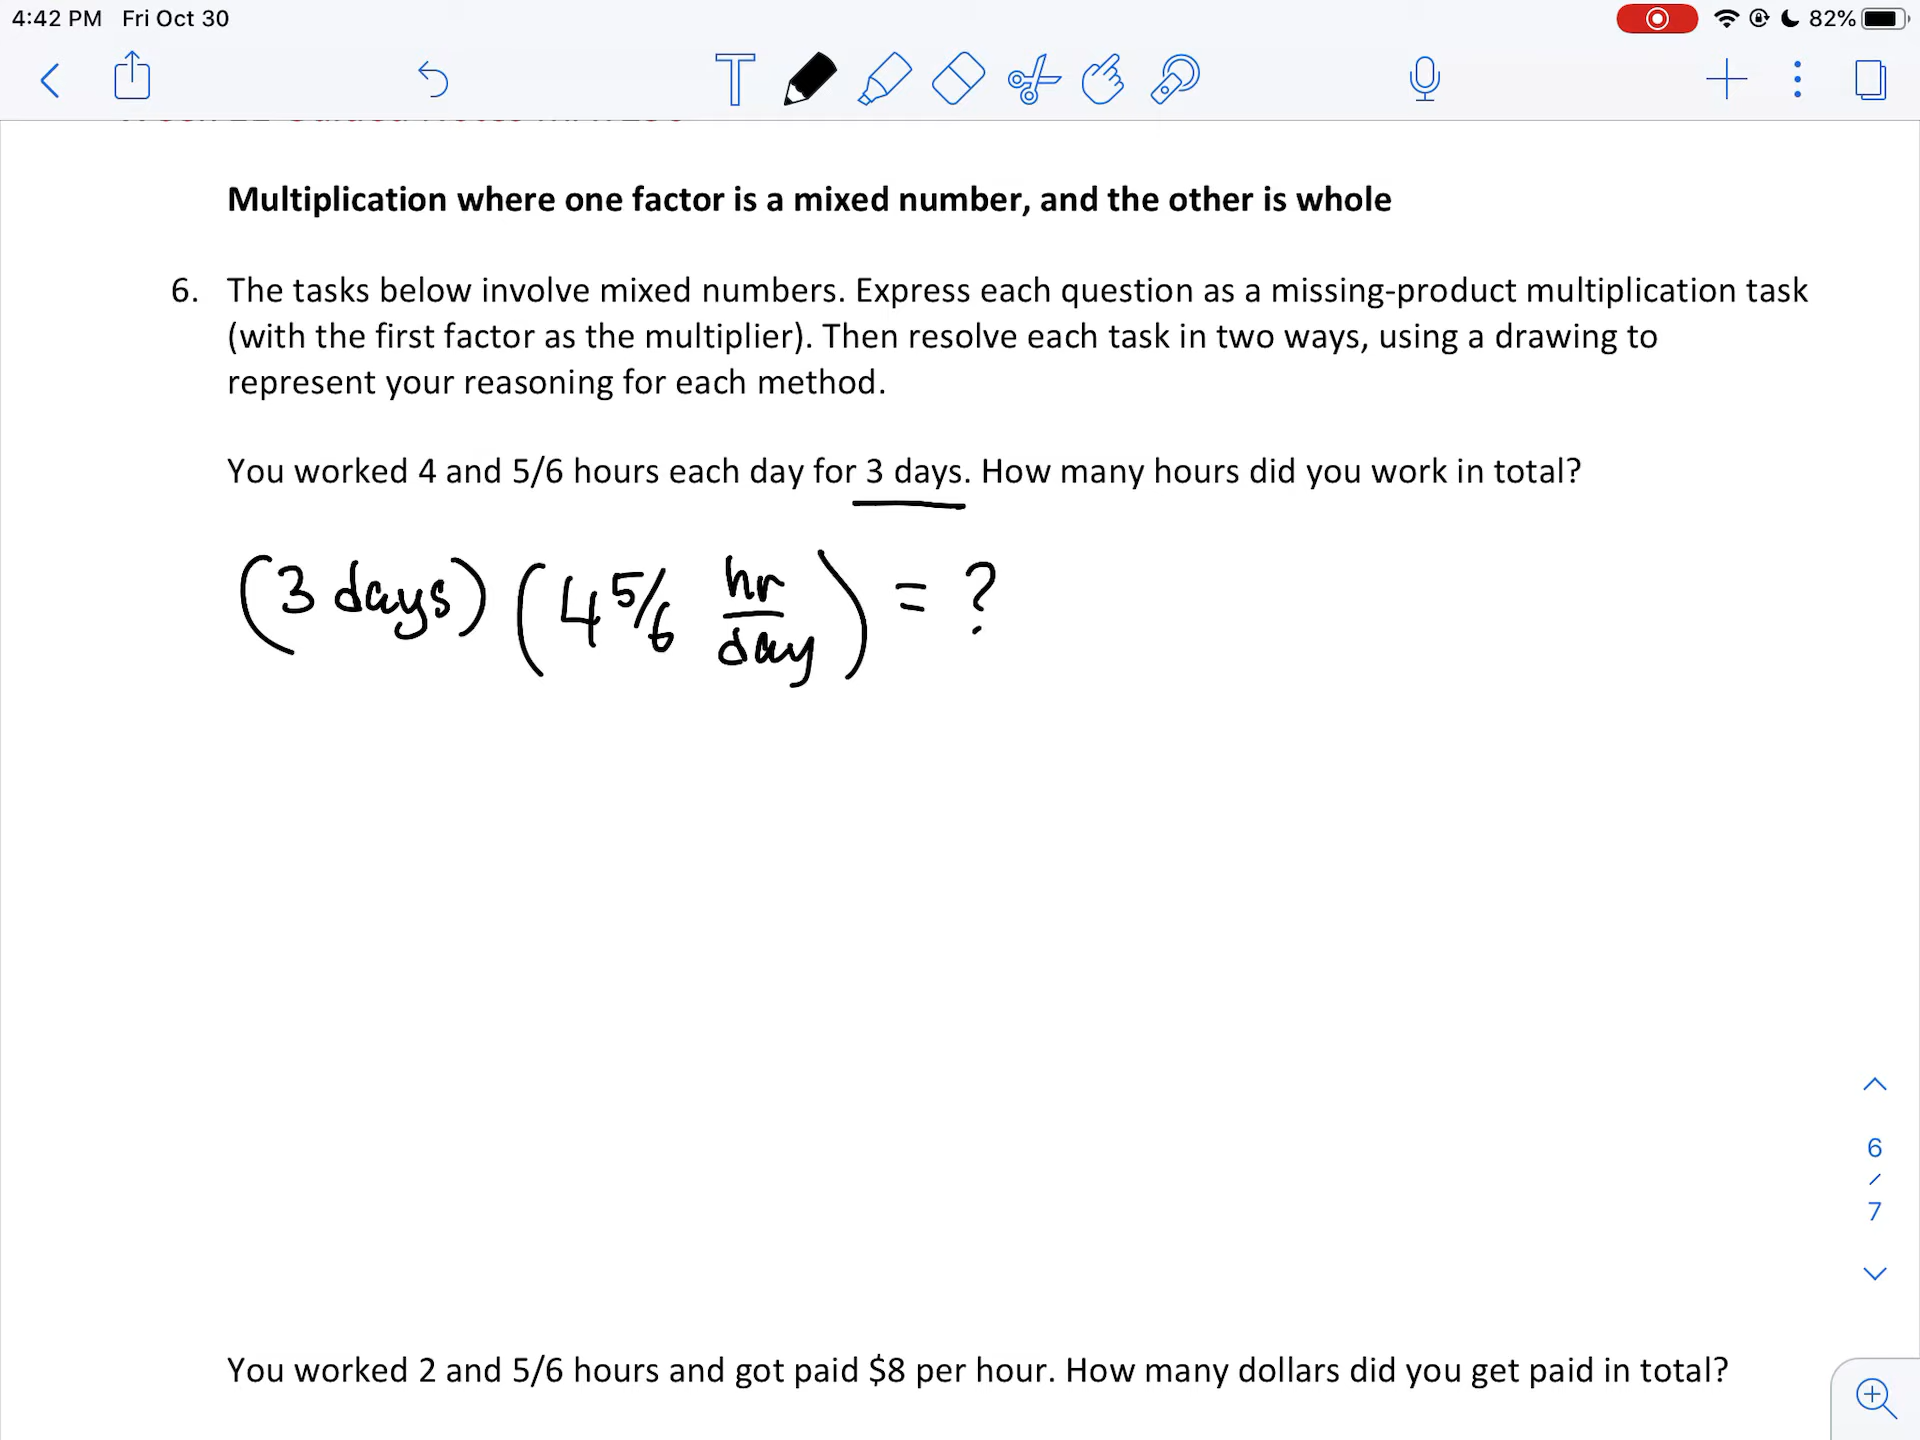 4:42 PM Fri Oct 30 82%
Multiplication where one factor is a mixed number, and the other is whole
6. The tasks below involve mixed numbers. Express each question as a missing-product multiplication task
(with the first factor as the multiplier). Then resolve each task in two ways, using a drawing to
represent your reasoning for each method.
You worked 4 and 5/6 hours each day for 3 days. How many hours did you work in total?
(3 days) (4 5/6 hr/day) = ?
6
/
7
You worked 2 and 5/6 hours and got paid $8 per hour. How many dollars did you get paid in total?